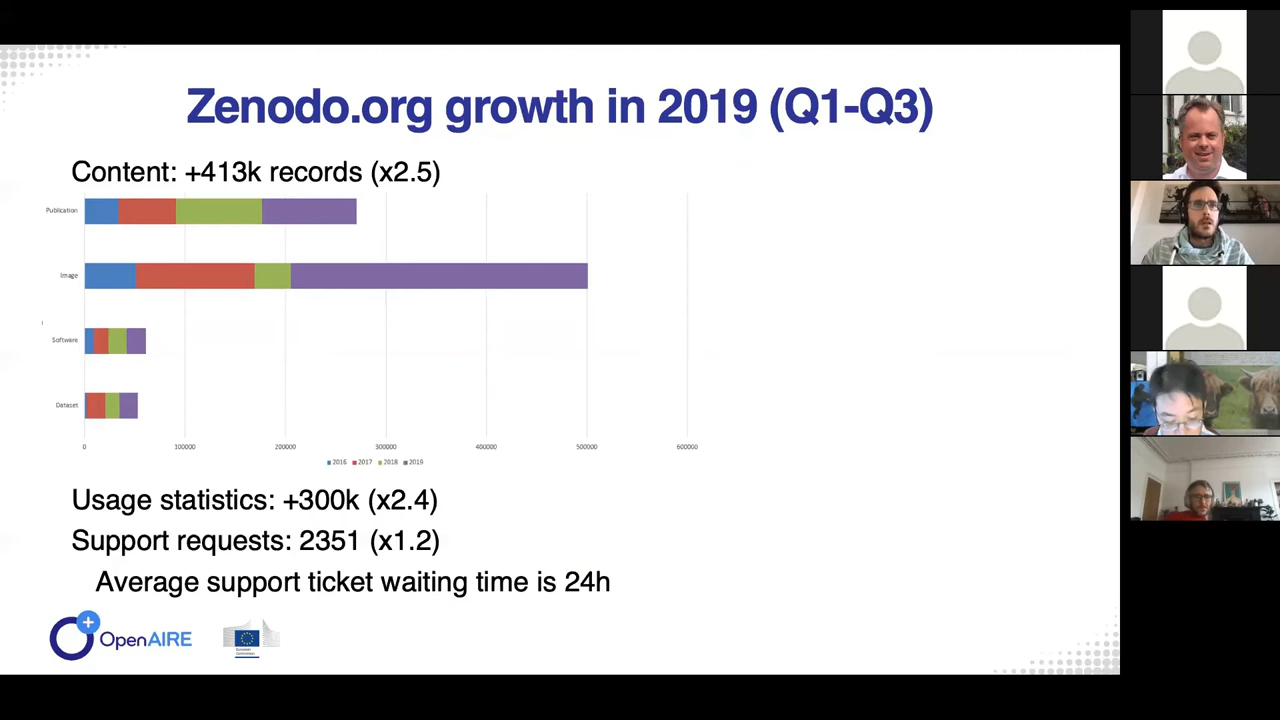 Zenodo.org growth in 2019 (Q1-Q3)
Content: +413k records (x2.5)
Publication
Image
Software
Dataset
0 100000 200000 300000 400000 500000 600000
2016 2017 2018 2019
Usage statistics: +300k (x2.4)
Support requests: 2351 (x1.2)
Average support ticket waiting time is 24h
OpenAIRE
European
Commission